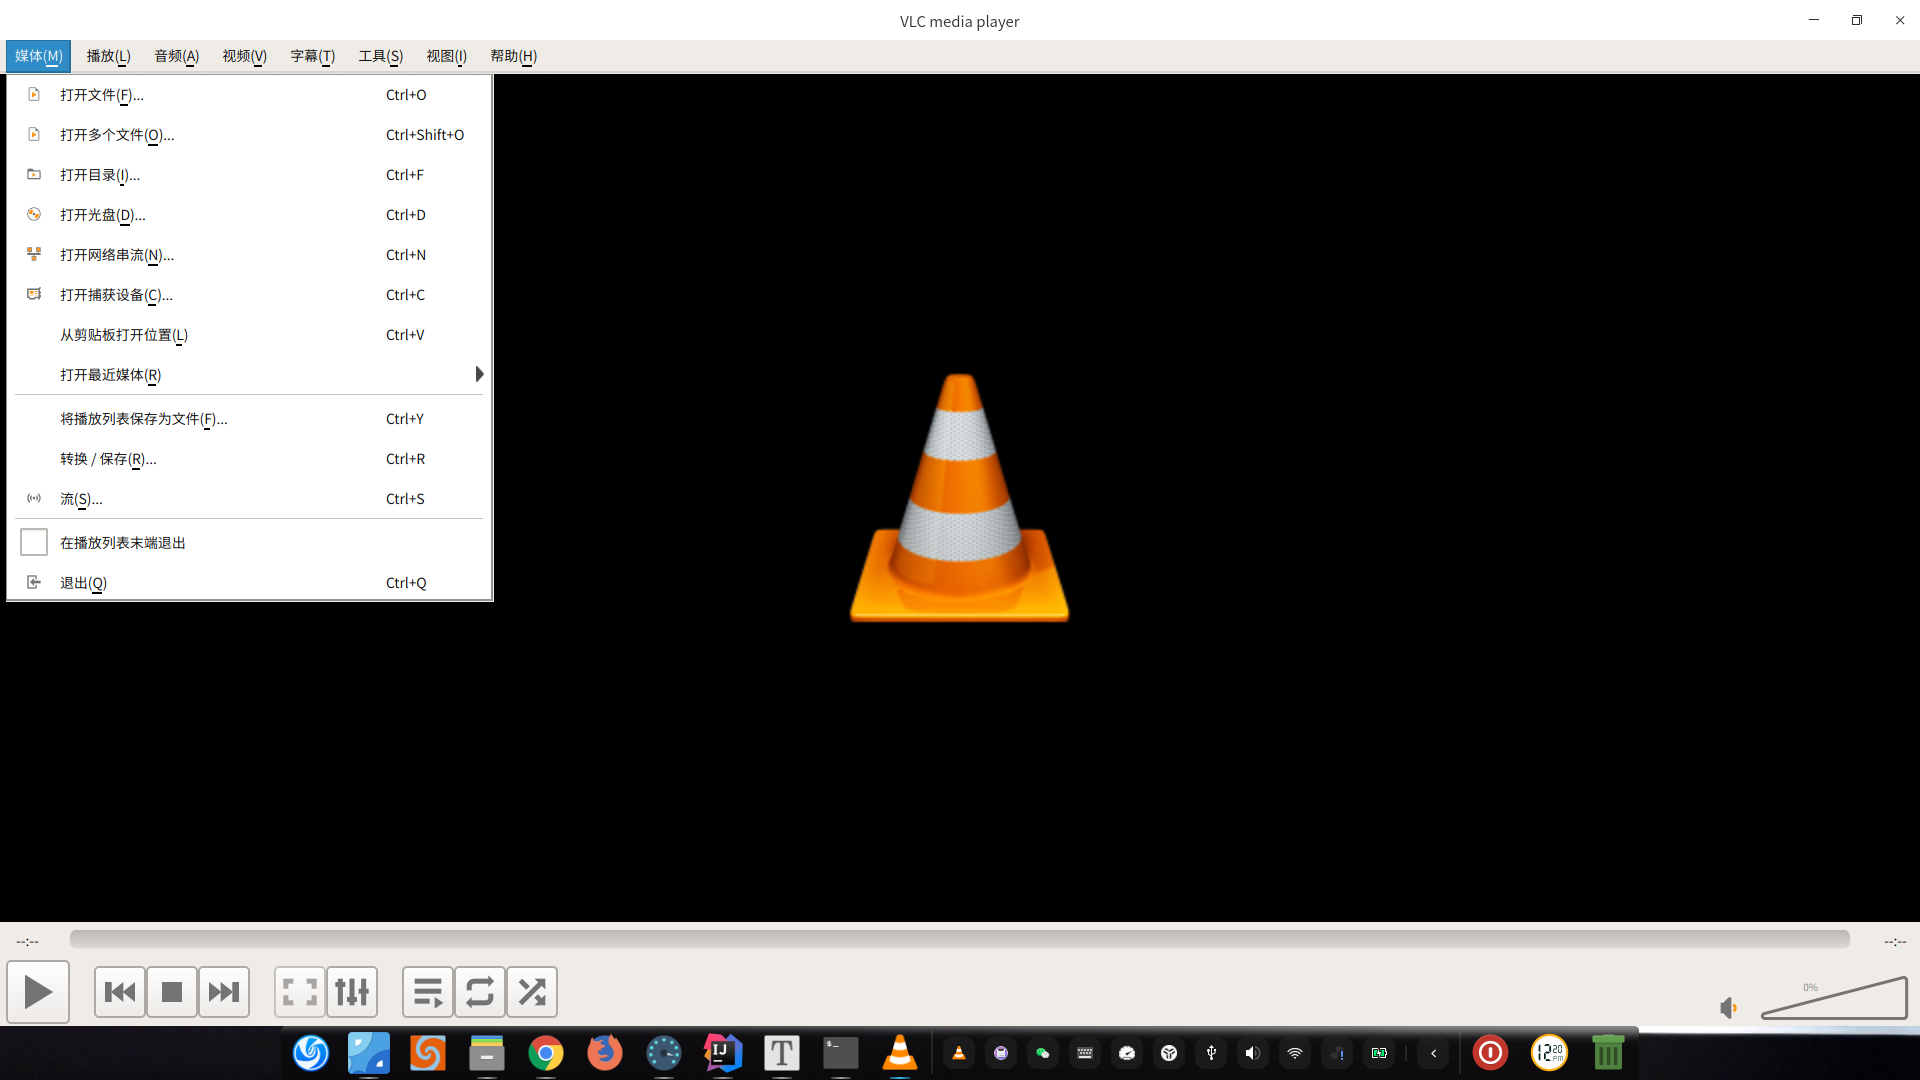 VLC media player
媒体(M) 播放(L) 音频(A) 视频(V) 字幕(T) 工具(S) 视图(I) 帮助(H)
打开文件(F)... Ctrl+O
打开多个文件(O)... Ctrl+Shift+O
打开目录(I)... Ctrl+F
打开光盘(D)... Ctrl+D
打开网络串流(N)... Ctrl+N
打开捕获设备(C)... Ctrl+C
从剪贴板打开位置(L) Ctrl+V
打开最近媒体(R)
将播放列表保存为文件(F)... Ctrl+Y
转换 / 保存(R)... Ctrl+R
流(S)... Ctrl+S
在播放列表末端退出
退出(Q) Ctrl+Q
--:-- --:--
0%
IJ T $_ 12:20 PM